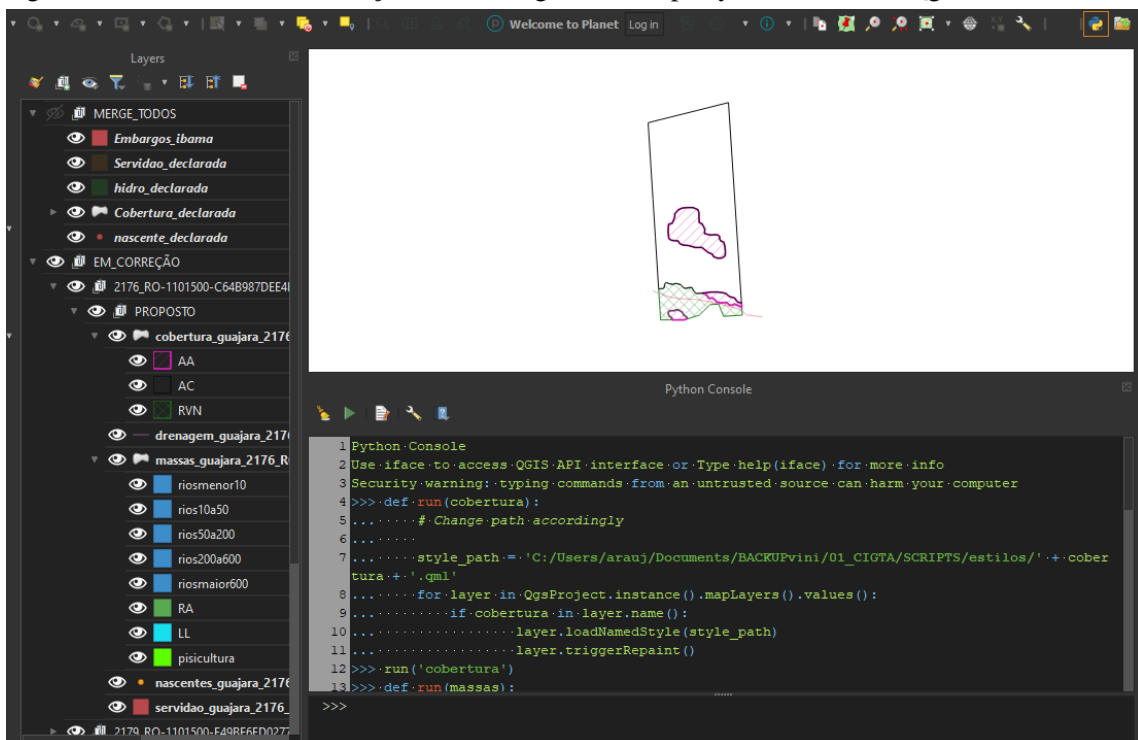 Welcome to Planet Log in
Layers
MERGE_TODOS
Embargos_ibama
Servidao_declarada
hidro_declarada
Cobertura_declarada
nascente_declarada
EM_CORREÇÃO
2176_RO-1101500-C64B987DEE4
PROPOSTO
cobertura_guajara_2176
AA
AC
RVN
drenagem_guajara_217
massas_guajara_2176_R
riosmenor10
rios10a50
rios50a200
rios200a600
riosmaior600
RA
LL
pisicultura
nascentes_guajara_2176
servidao_guajara_2176_
Python Console
1 Python Console
2 Use iface to access QGIS API interface or Type help(iface) for more info
3 Security warning: typing commands from an untrusted source can harm your computer
4 >>> def run(cobertura):
5 ...     # Change path accordingly
6 ...
7 ...     style_path = 'C:/Users/arauj/Documents/BACKUPvini/01_CIGTA/SCRIPTS/estilos/' + cober
tura + '.qml'
8 ...     for layer in QgsProject.instance().mapLayers().values():
9 ...         if cobertura in layer.name():
10 ...                 layer.loadNamedStyle(style_path)
11 ...                 layer.triggerRepaint()
12 >>> run('cobertura')
13 >>> def run(massas):
>>>